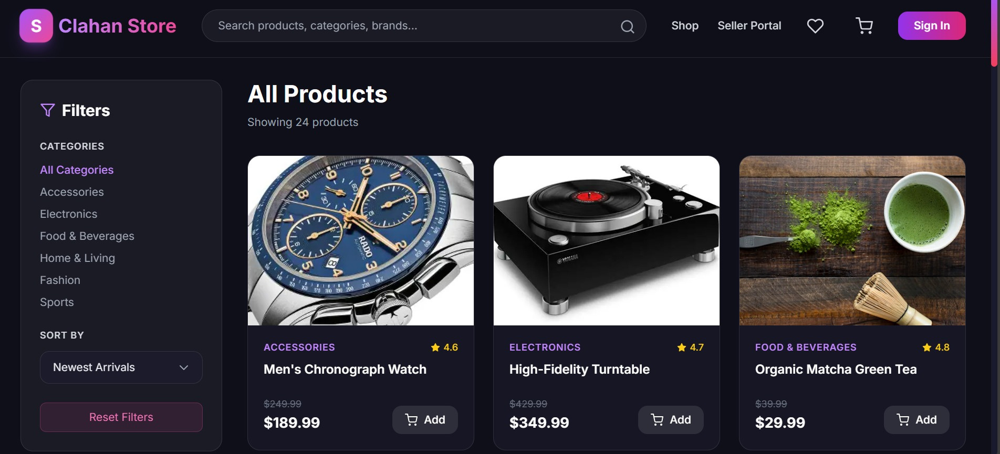 S Clahan Store
Search products, categories, brands...
Shop
Seller Portal
Sign In
Filters
CATEGORIES
All Categories
Accessories
Electronics
Food & Beverages
Home & Living
Fashion
Sports
SORT BY
Newest Arrivals
Reset Filters
All Products
Showing 24 products
RADO
AUTOMATIC
ACCESSORIES
4.6
Men's Chronograph Watch
$249.99
$189.99
Add
YAMAHA
ELECTRONICS
4.7
High-Fidelity Turntable
$429.99
$349.99
Add
FOOD & BEVERAGES
4.8
Organic Matcha Green Tea
$39.99
$29.99
Add